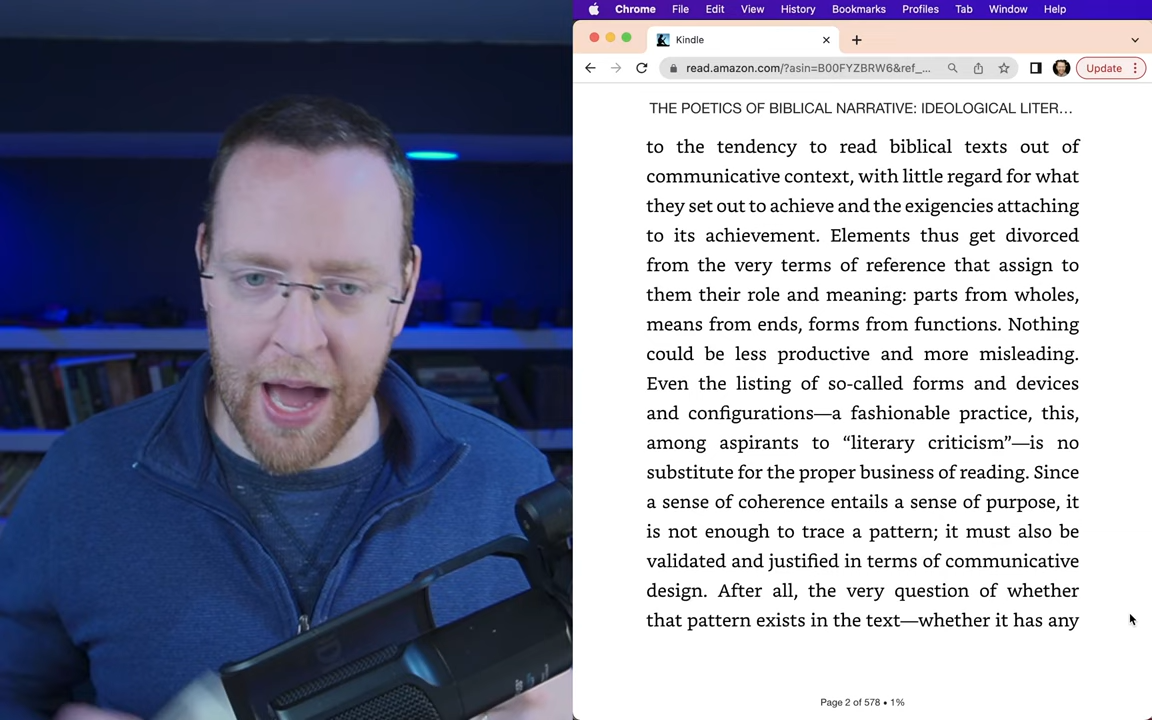 Chrome File Edit View History Bookmarks Profiles Tab Window Help
Kindle
read.amazon.com/?asin=B00FYZBRW6&ref_...
Update
THE POETICS OF BIBLICAL NARRATIVE: IDEOLOGICAL LITER...
to the tendency to read biblical texts out of
communicative context, with little regard for what
they set out to achieve and the exigencies attaching
to its achievement. Elements thus get divorced
from the very terms of reference that assign to
them their role and meaning: parts from wholes,
means from ends, forms from functions. Nothing
could be less productive and more misleading.
Even the listing of so-called forms and devices
and configurations—a fashionable practice, this,
among aspirants to “literary criticism”—is no
substitute for the proper business of reading. Since
a sense of coherence entails a sense of purpose, it
is not enough to trace a pattern; it must also be
validated and justified in terms of communicative
design. After all, the very question of whether
that pattern exists in the text—whether it has any
Page 2 of 578 • 1%